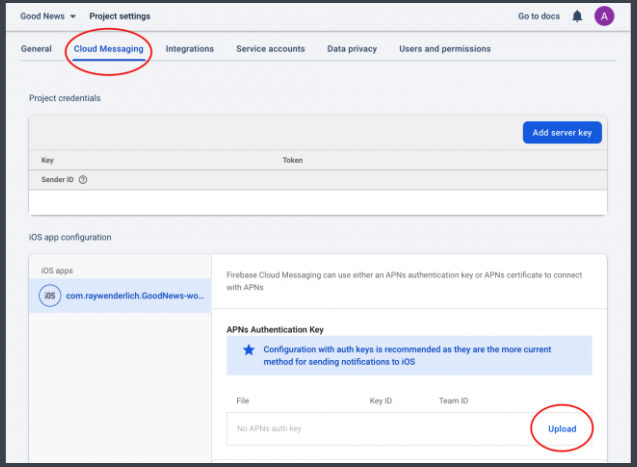 Good News Project settings Go to docs A
General Cloud Messaging Integrations Service accounts Data privacy Users and permissions
Project credentials
Add server key
Key Token
Sender ID ?
iOS app configuration
iOS apps
iOS com.raywenderlich.GoodNews-wo...
Firebase Cloud Messaging can use either an APNs authentication key or APNs certificate to connect
with APNs
APNs Authentication Key
Configuration with auth keys is recommended as they are the more current
method for sending notifications to iOS
File Key ID Team ID
No APNs auth key Upload